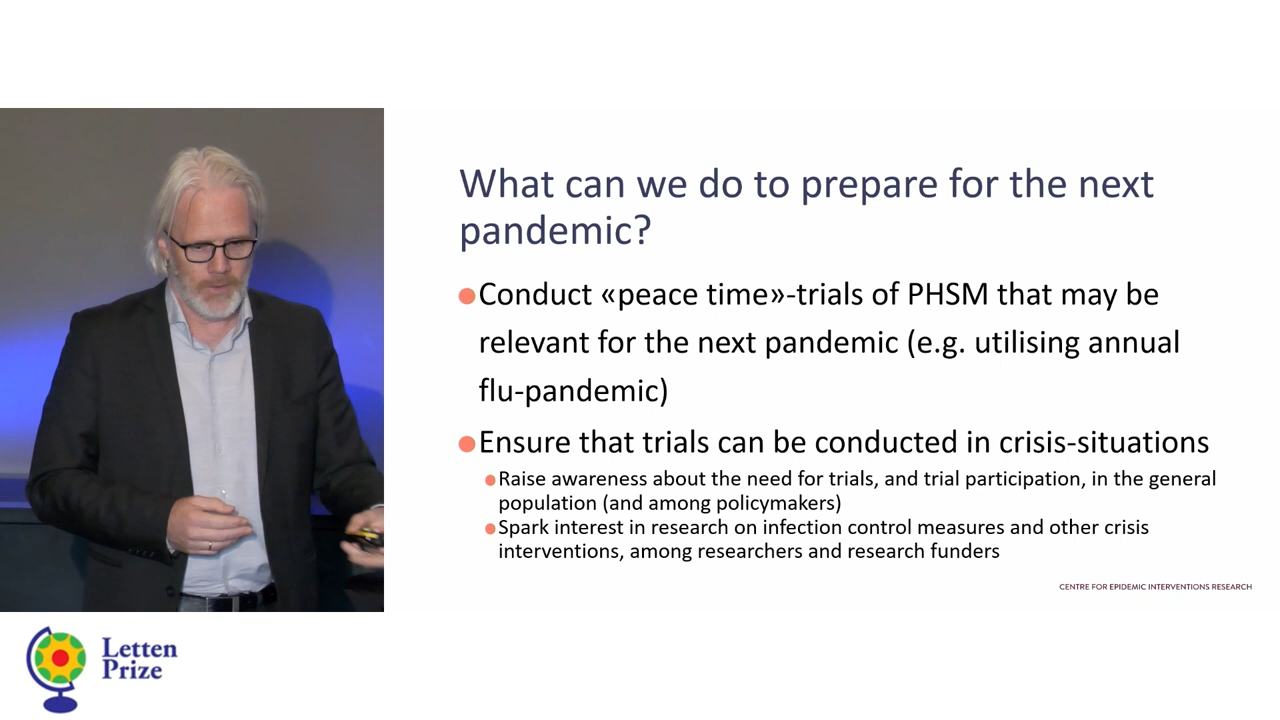 What can we do to prepare for the next
pandemic?
Conduct «peace time»-trials of PHSM that may be
relevant for the next pandemic (e.g. utilising annual
flu-pandemic)
Ensure that trials can be conducted in crisis-situations
Raise awareness about the need for trials, and trial participation, in the general
population (and among policymakers)
Spark interest in research on infection control measures and other crisis
interventions, among researchers and research funders
CENTRE FOR EPIDEMIC INTERVENTIONS RESEARCH
Letten
Prize